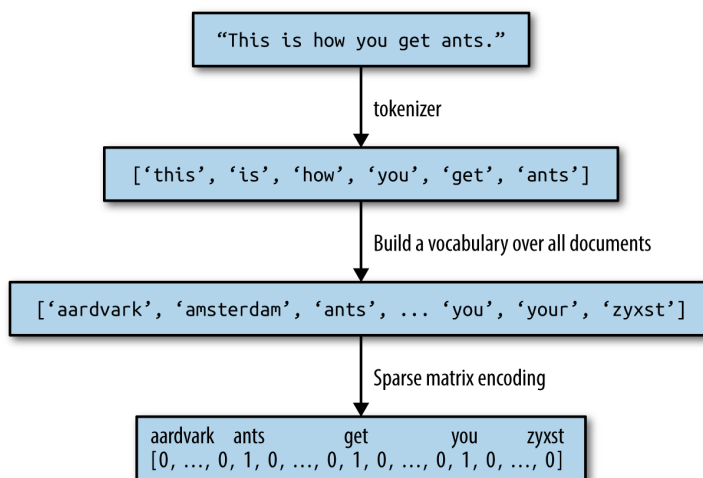 “This is how you get ants.”
tokenizer
[‘this’, ‘is’, ‘how’, ‘you’, ‘get’, ‘ants’]
Build a vocabulary over all documents
[‘aardvark’, ‘amsterdam’, ‘ants’, ... ‘you’, ‘your’, ‘zyxst’]
Sparse matrix encoding
aardvark ants get you zyxst
[0, …, 0, 1, 0, …, 0, 1, 0, …, 0, 1, 0, …, 0]